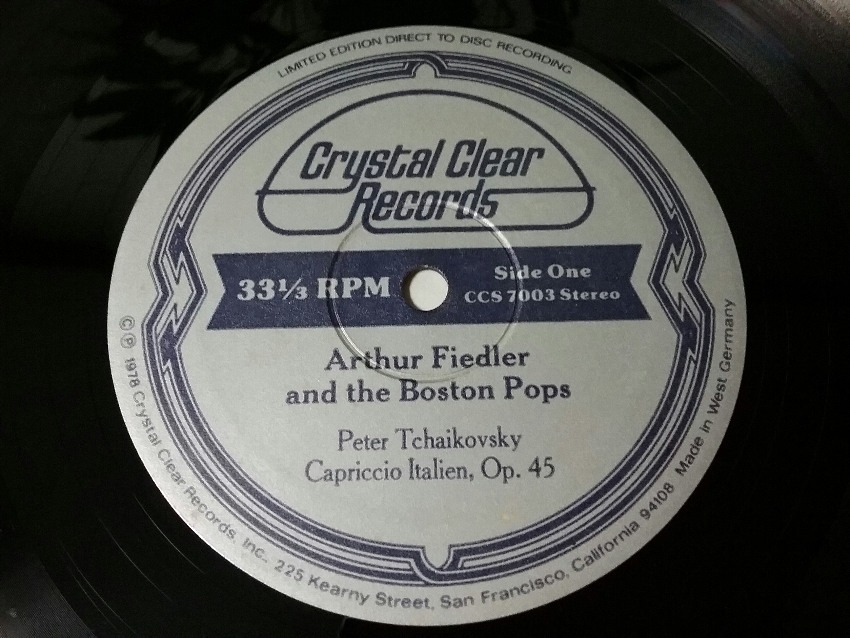 LIMITED EDITION DIRECT TO DISC RECORDING
Crystal Clear
Records
33⅓ RPM
Side One
CCS 7003 Stereo
Arthur Fiedler
and the Boston Pops
Peter Tchaikovsky
Capriccio Italien, Op. 45
© ℗ 1978 Crystal Clear Records, Inc., 225 Kearny Street, San Francisco, California 94108 Made in West Germany